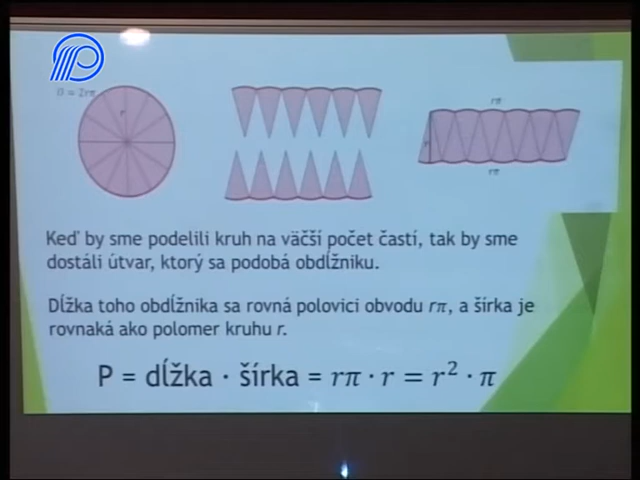 O = 2rπ
r
rπ
r
rπ
Keď by sme podelili kruh na väčší počet častí, tak by sme
dostáli útvar, ktorý sa podobá obdĺžniku.
Dĺžka toho obdĺžnika sa rovná polovici obvodu rπ, a šírka je
rovnaká ako polomer kruhu r.
P = dĺžka · šírka = rπ · r = r² · π